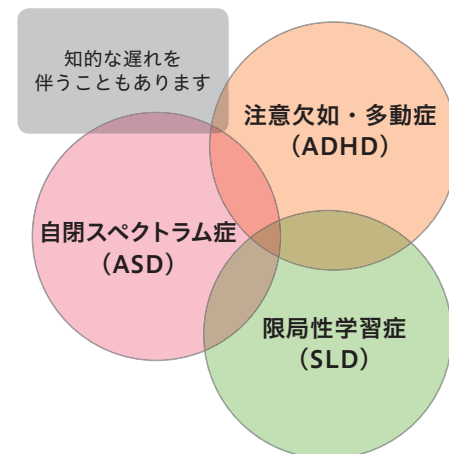 知的な遅れを
伴うこともあります
注意欠如・多動症
（ADHD）
自閉スペクトラム症
（ASD）
限局性学習症
（SLD）